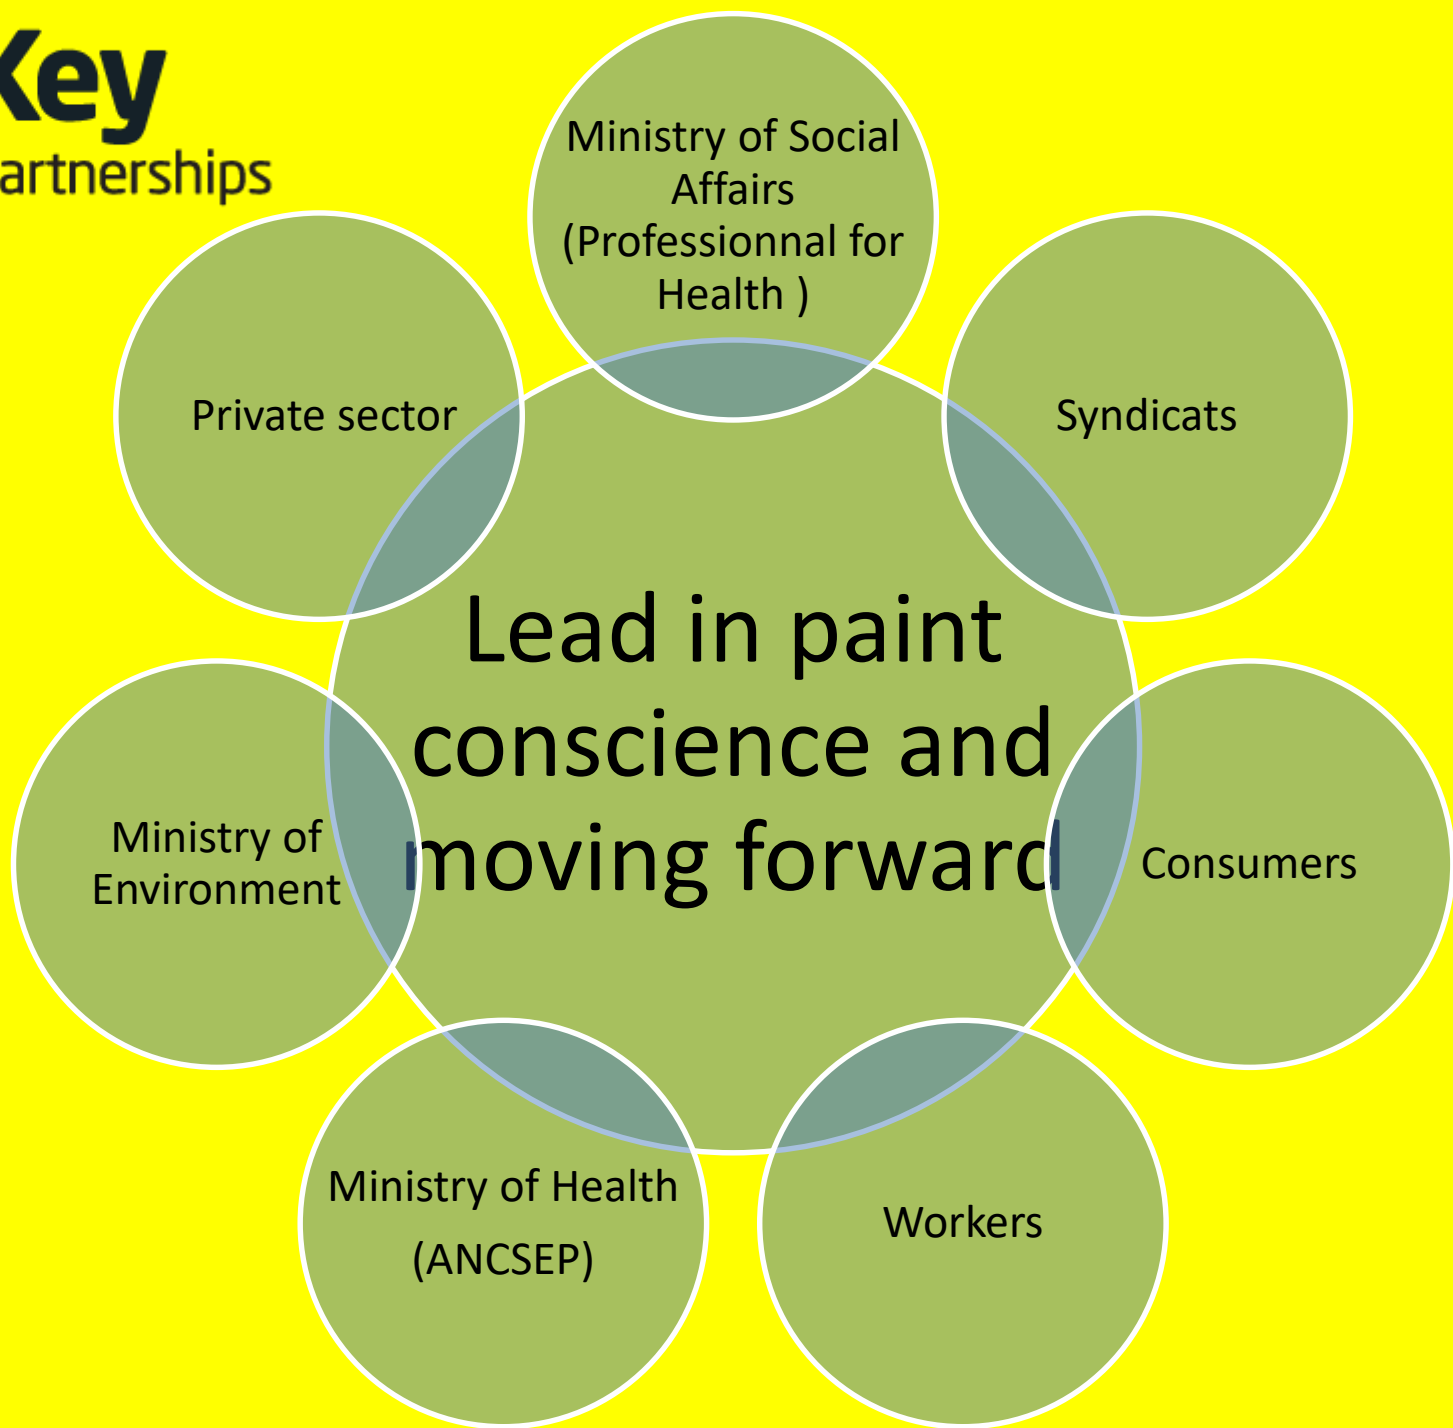 Key
artnerships
Ministry of Social
Affairs
(Professionnal for
Health )
Private sector
Syndicats
Lead in paint
conscience and
moving forward
Ministry of
Environment
Consumers
Ministry of Health
(ANCSEP)
Workers